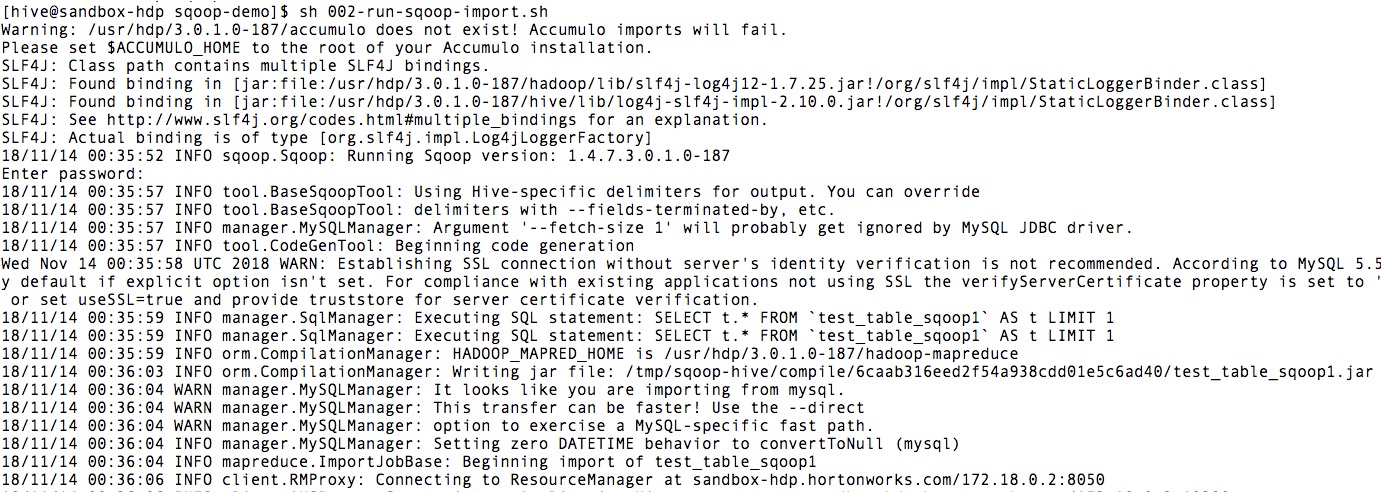 [hive@sandbox-hdp sqoop-demo]$ sh 002-run-sqoop-import.sh
Warning: /usr/hdp/3.0.1.0-187/accumulo does not exist! Accumulo imports will fail.
Please set $ACCUMULO_HOME to the root of your Accumulo installation.
SLF4J: Class path contains multiple SLF4J bindings.
SLF4J: Found binding in [jar:file:/usr/hdp/3.0.1.0-187/hadoop/lib/slf4j-log4j12-1.7.25.jar!/org/slf4j/impl/StaticLoggerBinder.class]
SLF4J: Found binding in [jar:file:/usr/hdp/3.0.1.0-187/hive/lib/log4j-slf4j-impl-2.10.0.jar!/org/slf4j/impl/StaticLoggerBinder.class]
SLF4J: See http://www.slf4j.org/codes.html#multiple_bindings for an explanation.
SLF4J: Actual binding is of type [org.slf4j.impl.Log4jLoggerFactory]
18/11/14 00:35:52 INFO sqoop.Sqoop: Running Sqoop version: 1.4.7.3.0.1.0-187
Enter password:
18/11/14 00:35:57 INFO tool.BaseSqoopTool: Using Hive-specific delimiters for output. You can override
18/11/14 00:35:57 INFO tool.BaseSqoopTool: delimiters with --fields-terminated-by, etc.
18/11/14 00:35:57 INFO manager.MySQLManager: Argument '--fetch-size 1' will probably get ignored by MySQL JDBC driver.
18/11/14 00:35:57 INFO tool.CodeGenTool: Beginning code generation
Wed Nov 14 00:35:58 UTC 2018 WARN: Establishing SSL connection without server's identity verification is not recommended. According to MySQL 5.5
y default if explicit option isn't set. For compliance with existing applications not using SSL the verifyServerCertificate property is set to '
or set useSSL=true and provide truststore for server certificate verification.
18/11/14 00:35:59 INFO manager.SqlManager: Executing SQL statement: SELECT t.* FROM `test_table_sqoop1` AS t LIMIT 1
18/11/14 00:35:59 INFO manager.SqlManager: Executing SQL statement: SELECT t.* FROM `test_table_sqoop1` AS t LIMIT 1
18/11/14 00:35:59 INFO orm.CompilationManager: HADOOP_MAPRED_HOME is /usr/hdp/3.0.1.0-187/hadoop-mapreduce
18/11/14 00:36:03 INFO orm.CompilationManager: Writing jar file: /tmp/sqoop-hive/compile/6caab316eed2f54a938cdd01e5c6ad40/test_table_sqoop1.jar
18/11/14 00:36:04 WARN manager.MySQLManager: It looks like you are importing from mysql.
18/11/14 00:36:04 WARN manager.MySQLManager: This transfer can be faster! Use the --direct
18/11/14 00:36:04 WARN manager.MySQLManager: option to exercise a MySQL-specific fast path.
18/11/14 00:36:04 INFO manager.MySQLManager: Setting zero DATETIME behavior to convertToNull (mysql)
18/11/14 00:36:04 INFO mapreduce.ImportJobBase: Beginning import of test_table_sqoop1
18/11/14 00:36:06 INFO client.RMProxy: Connecting to ResourceManager at sandbox-hdp.hortonworks.com/172.18.0.2:8050